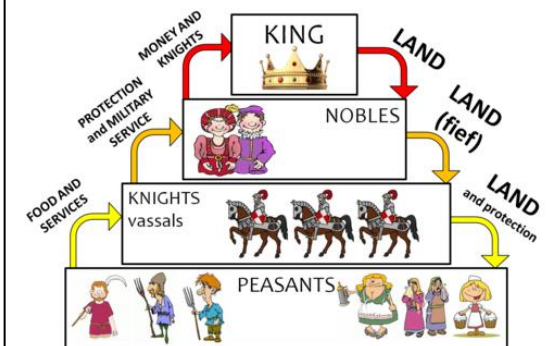 MONEY AND
KNIGHTS
KING
LAND
PROTECTION
and MILITARY
SERVICE
NOBLES
LAND
(fief)
FOOD AND
SERVICES
KNIGHTS
vassals
LAND
and protection
PEASANTS